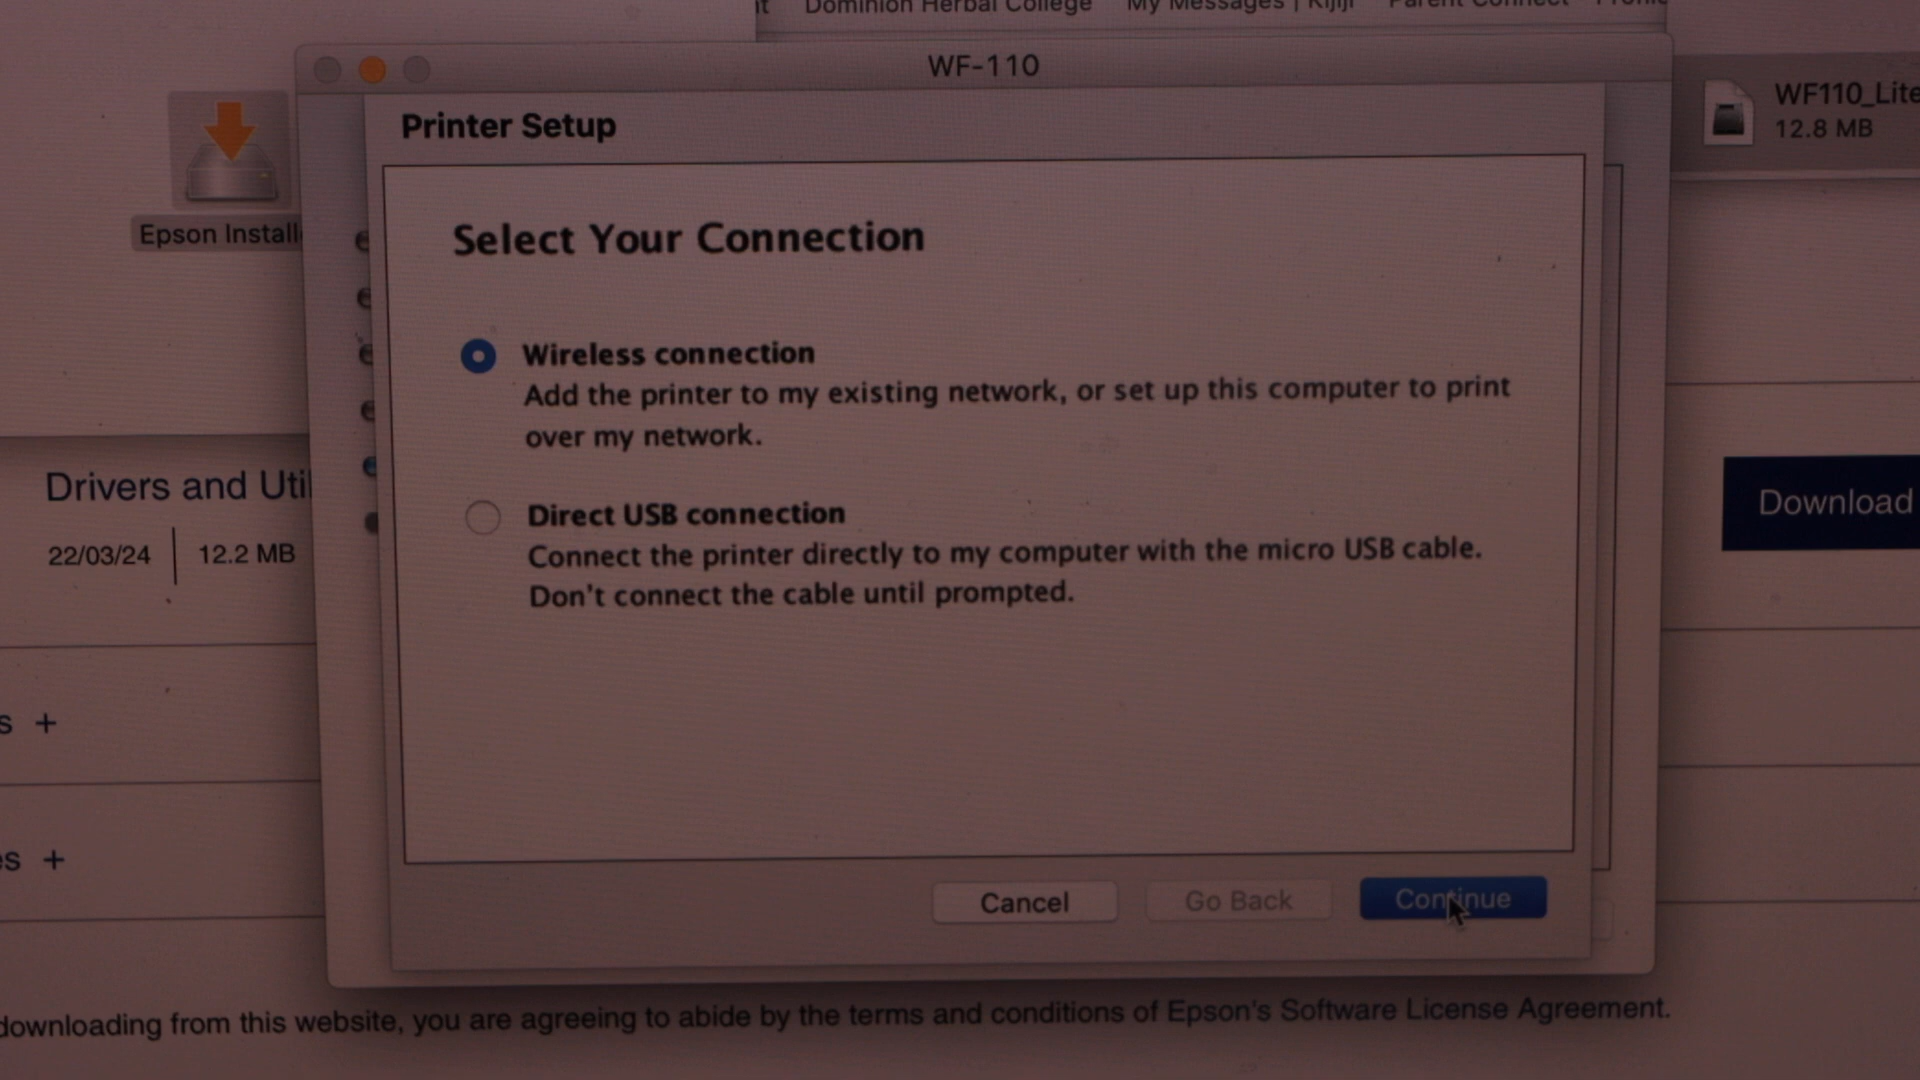 Dominion Herbal College My Messages | Kijiji Parent Connect
WF-110
WF110_Lite
12.8 MB
Printer Setup
Epson Install
Select Your Connection
Wireless connection
Add the printer to my existing network, or set up this computer to print
over my network.
Drivers and Util
22/03/24 12.2 MB
Download
Direct USB connection
Connect the printer directly to my computer with the micro USB cable.
Don't connect the cable until prompted.
s +
es +
Cancel Go Back Continue
downloading from this website, you are agreeing to abide by the terms and conditions of Epson's Software License Agreement.